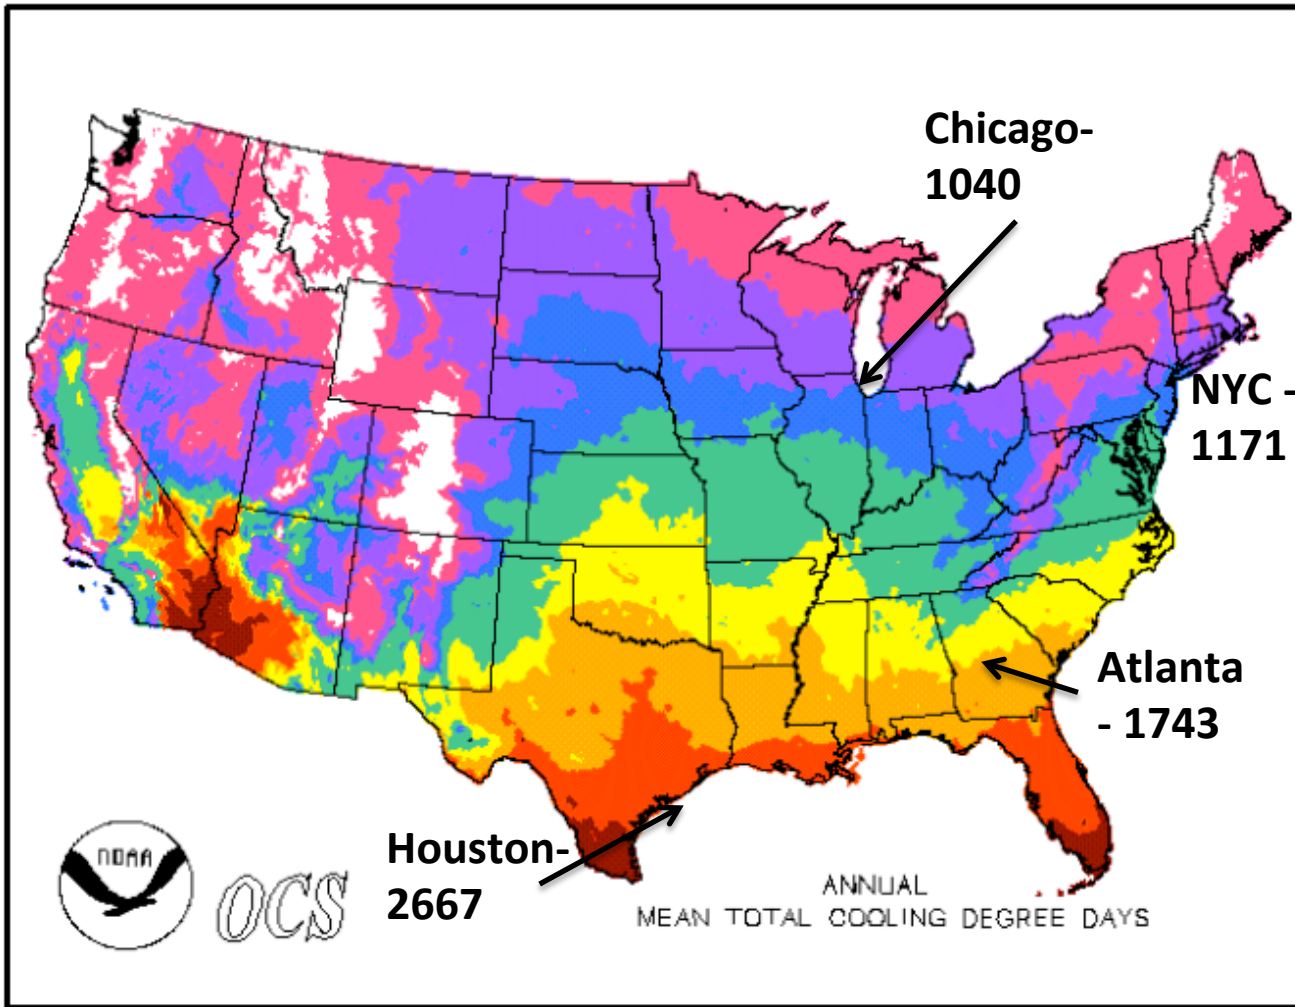 Chicago-
1040
NYC -
1171
Atlanta
- 1743
Houston-
2667
NOAA
OCS
ANNUAL
MEAN TOTAL COOLING DEGREE DAYS